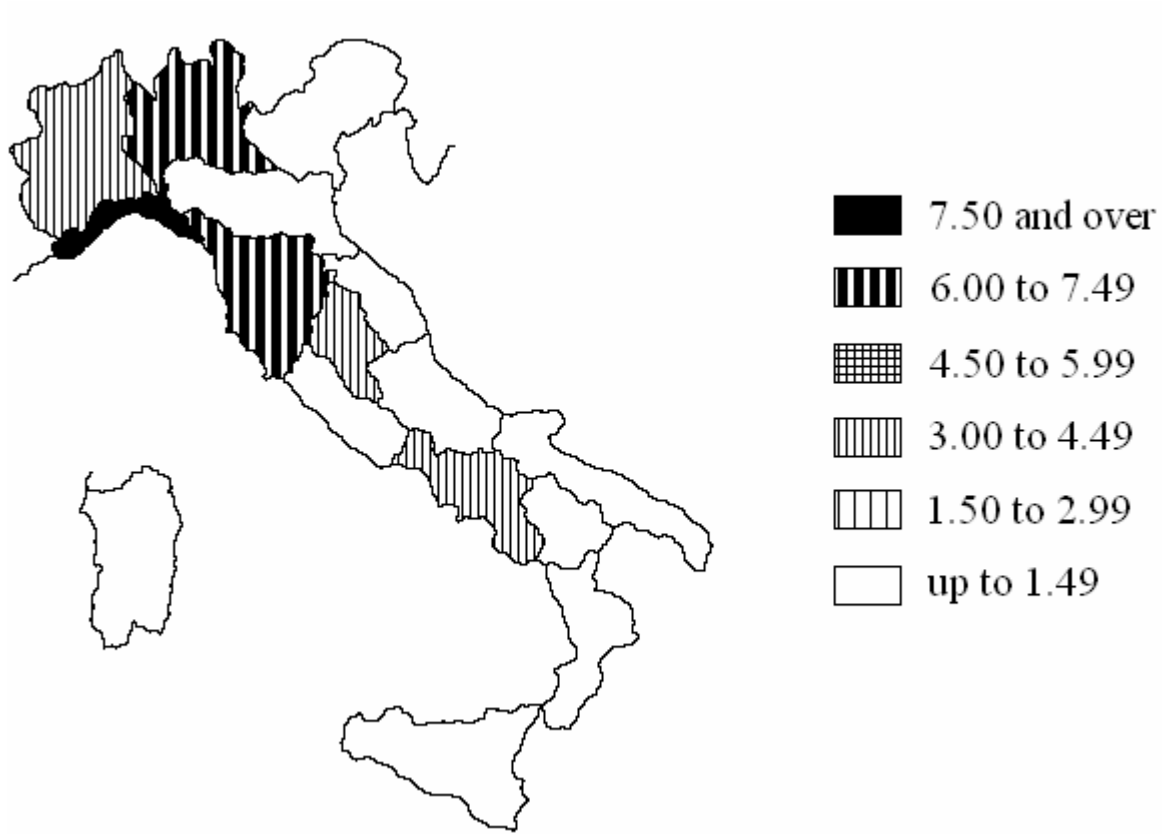 7.50 and over
6.00 to 7.49
4.50 to 5.99
3.00 to 4.49
1.50 to 2.99
up to 1.49